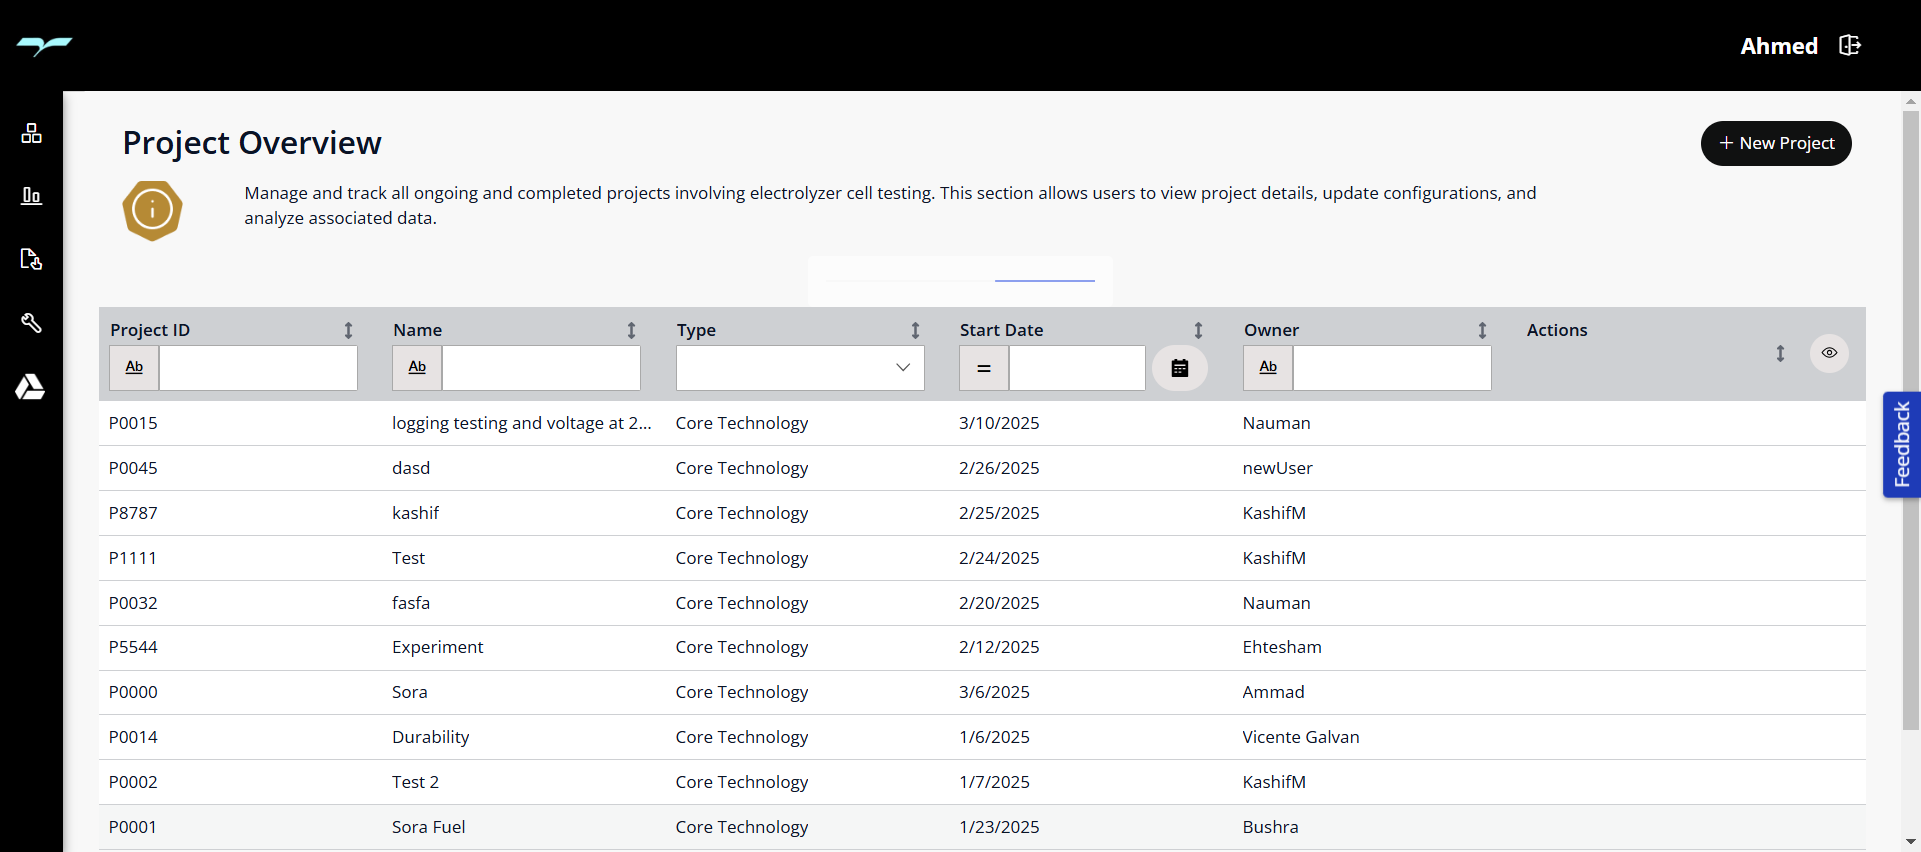 Ahmed
Project Overview
+ New Project
Manage and track all ongoing and completed projects involving electrolyzer cell testing. This section allows users to view project details, update configurations, and
analyze associated data.
Project ID Name Type Start Date Owner Actions
Ab Ab = Ab
P0015 logging testing and voltage at 2... Core Technology 3/10/2025 Nauman
P0045 dasd Core Technology 2/26/2025 newUser
P8787 kashif Core Technology 2/25/2025 KashifM
P1111 Test Core Technology 2/24/2025 KashifM
P0032 fasfa Core Technology 2/20/2025 Nauman
P5544 Experiment Core Technology 2/12/2025 Ehtesham
P0000 Sora Core Technology 3/6/2025 Ammad
P0014 Durability Core Technology 1/6/2025 Vicente Galvan
P0002 Test 2 Core Technology 1/7/2025 KashifM
P0001 Sora Fuel Core Technology 1/23/2025 Bushra
Feedback